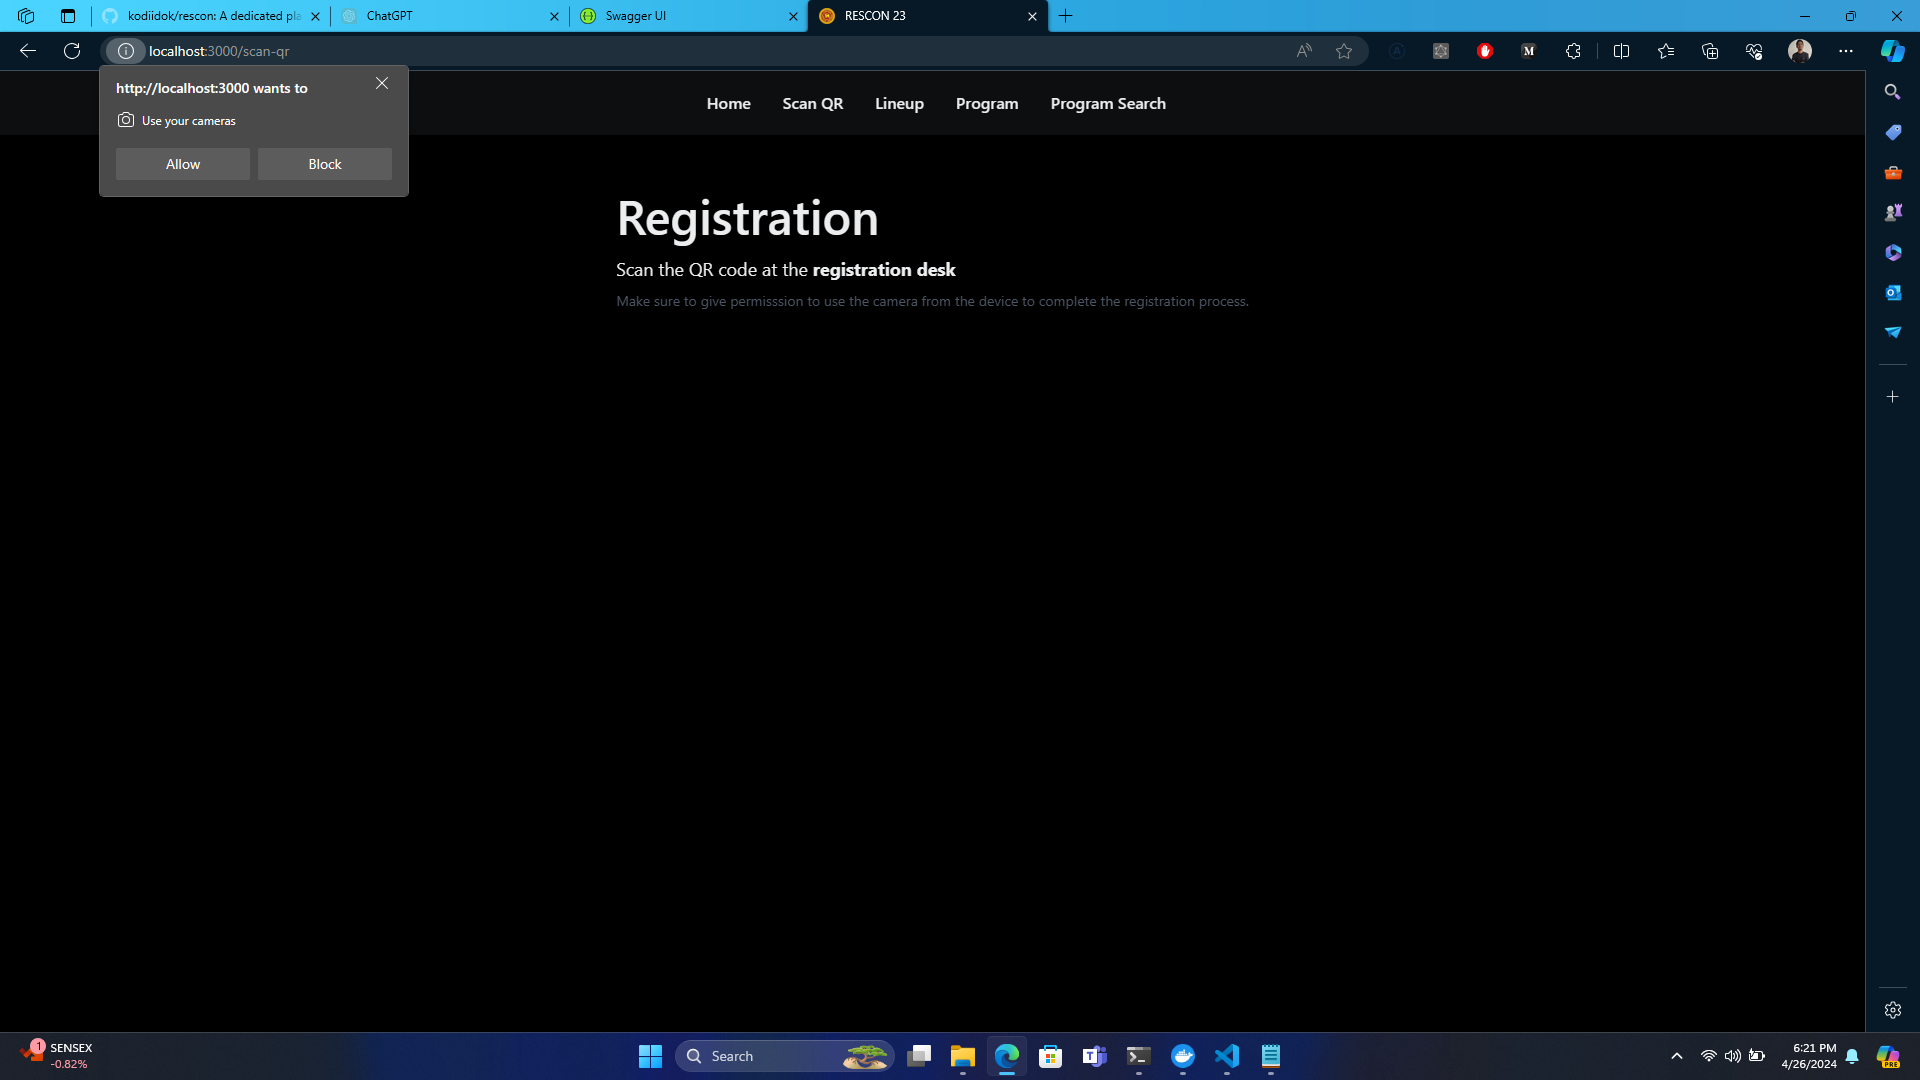 kodiidok/rescon: A dedicated pla
ChatGPT
Swagger UI
RESCON 23
localhost:3000/scan-qr
http://localhost:3000 wants to
Use your cameras
Allow
Block
Home
Scan QR
Lineup
Program
Program Search
Registration
Scan the QR code at the registration desk
Make sure to give permisssion to use the camera from the device to complete the registration process.
1
SENSEX
-0.82%
Search
6:21 PM
4/26/2024
PRE